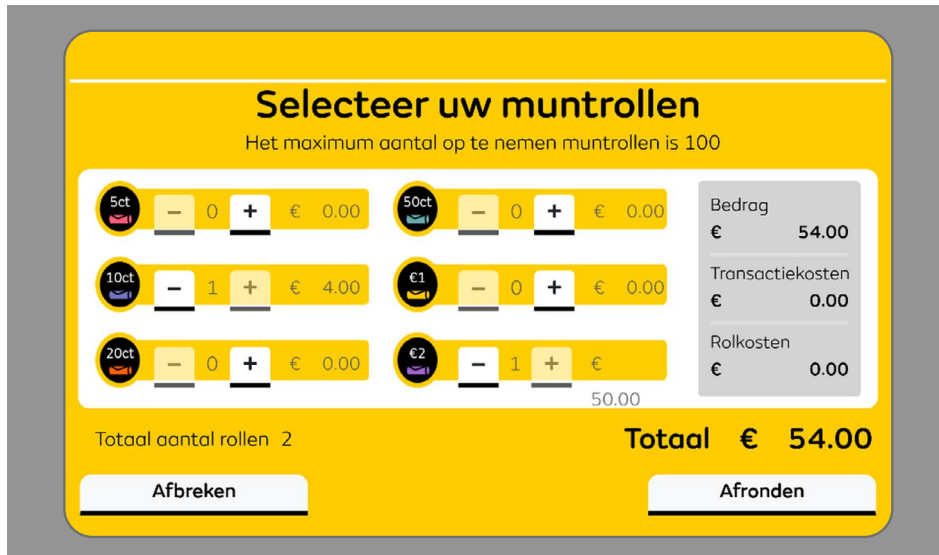 Selecteer uw muntrollen
Het maximum aantal op te nemen muntrollen is 100
5ct − 0 + € 0.00
50ct − 0 + € 0.00
Bedrag
€ 54.00
10ct − 1 + € 4.00
€1 − 0 + € 0.00
Transactiekosten
€ 0.00
20ct − 0 + € 0.00
€2 − 1 + €
50.00
Rolkosten
€ 0.00
Totaal aantal rollen 2
Totaal € 54.00
Afbreken
Afronden